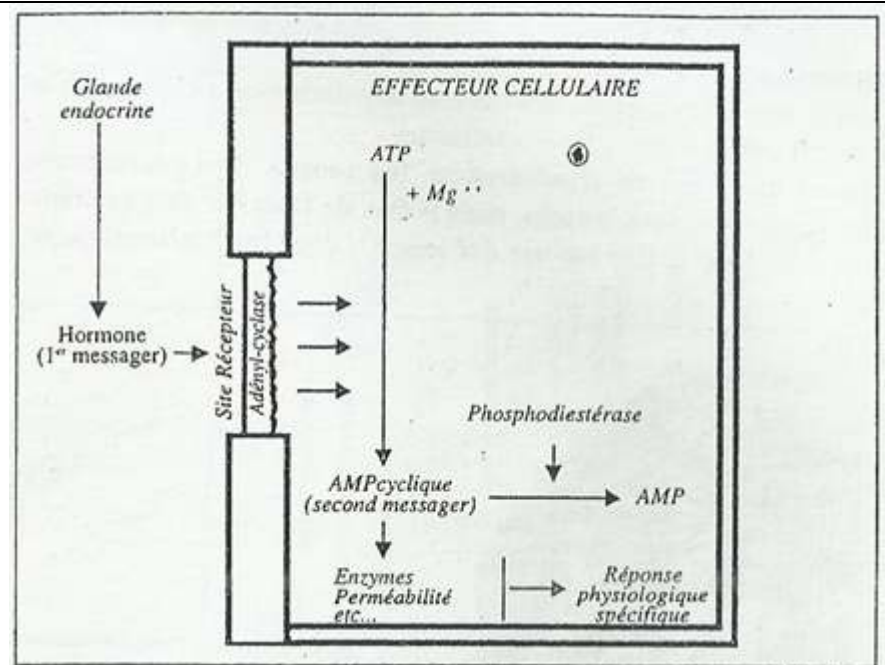 Glande
endocrine
EFFECTEUR CELLULAIRE
ATP
+ Mg ··
Hormone
(1er messager)
Site Récepteur
Adényl-cyclase
Phosphodiestérase
AMPcyclique
(second messager)
AMP
Enzymes
Perméabilité
etc...
Réponse
physiologique
spécifique